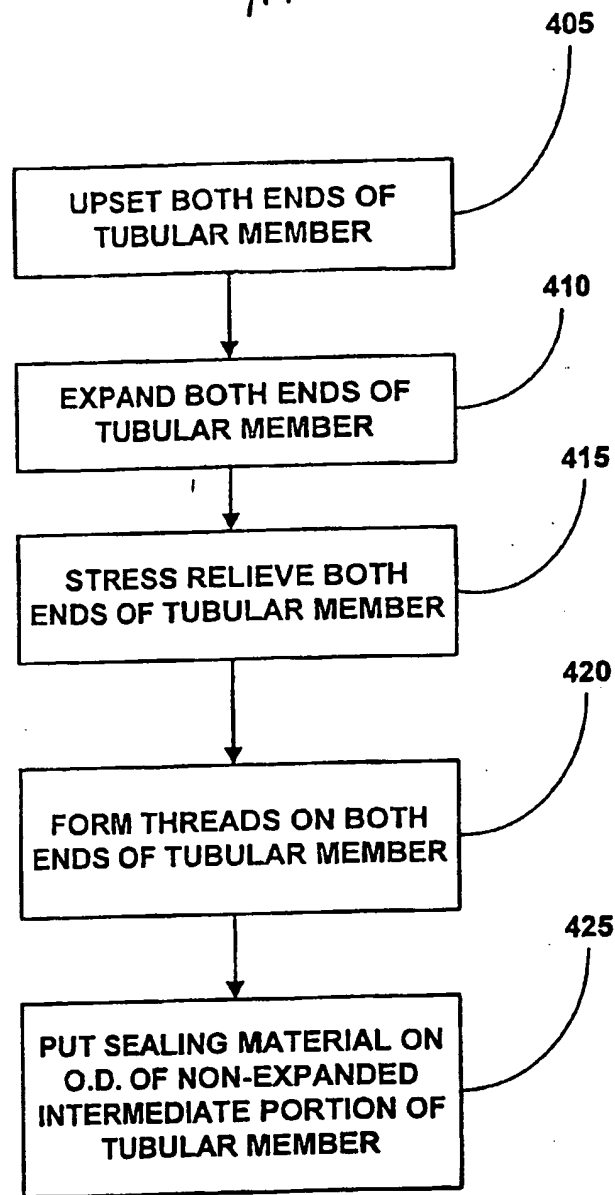 405
UPSET BOTH ENDS OF
TUBULAR MEMBER
410
EXPAND BOTH ENDS OF
TUBULAR MEMBER
415
STRESS RELIEVE BOTH
ENDS OF TUBULAR MEMBER
420
FORM THREADS ON BOTH
ENDS OF TUBULAR MEMBER
425
PUT SEALING MATERIAL ON
O.D. OF NON-EXPANDED
INTERMEDIATE PORTION OF
TUBULAR MEMBER